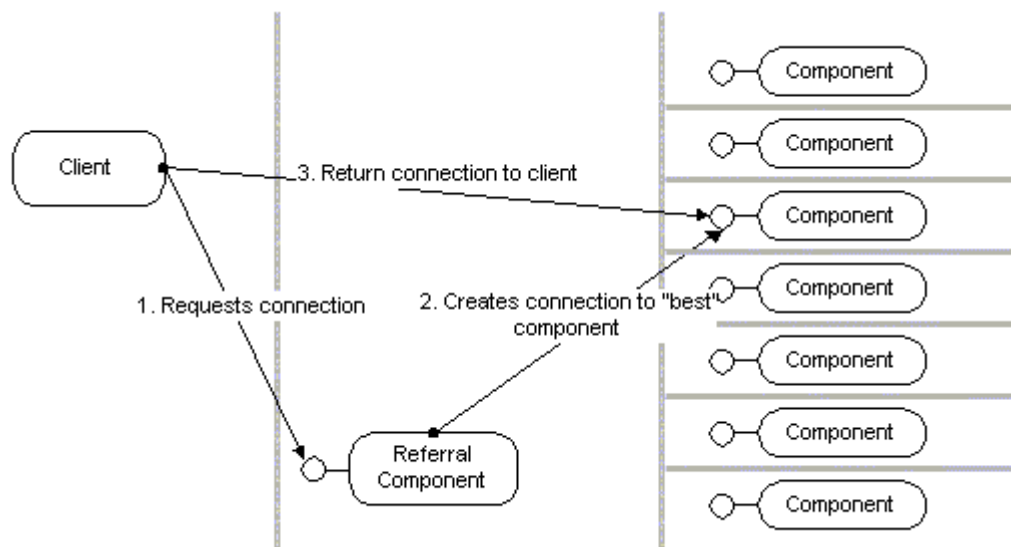 Component
Component
Client
3. Return connection to client
Component
Component
1. Requests connection
2. Creates connection to "best"
component
Component
Component
Referral
Component
Component